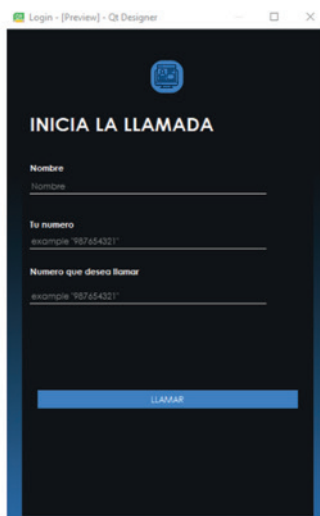 Login - [Preview] - Qt Designer
INICIA LA LLAMADA
Nombre
Nombre
Tu numero
example "987654321"
Numero que desea llamar
example "987654321"
LLAMAR